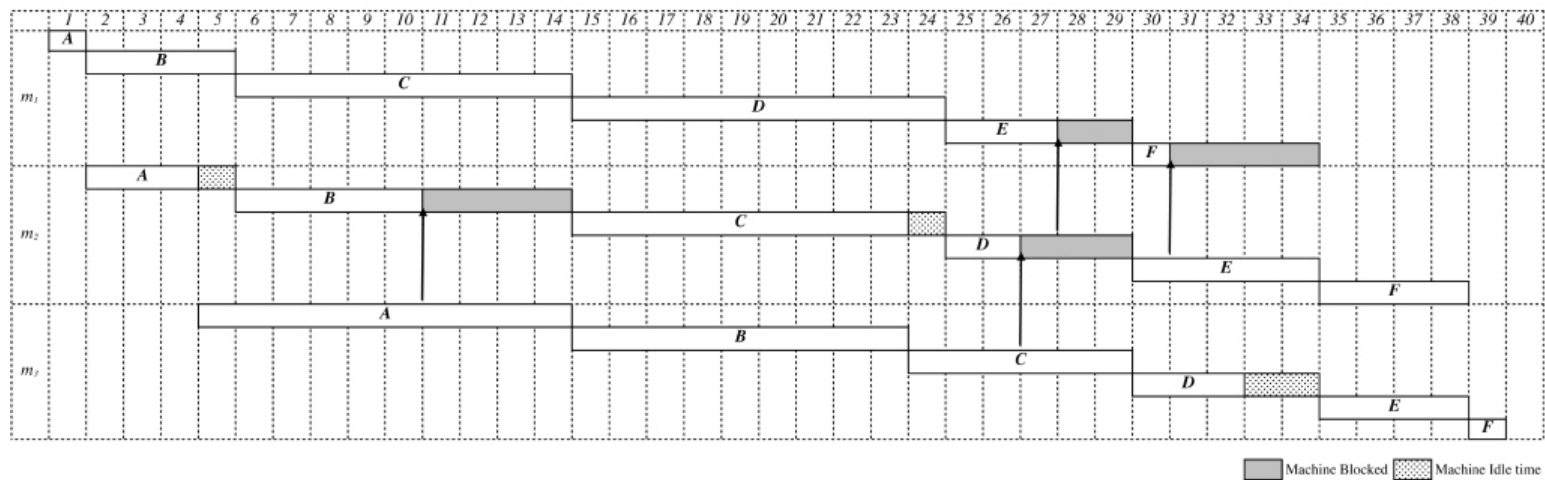 1 2 3 4 5 6 7 8 9 10 11 12 13 14 15 16 17 18 19 20 21 22 23 24 25 26 27 28 29 30 31 32 33 34 35 36 37 38 39 40
A
B
C
m1
D
E
F
A
B
C
m2
D
E
F
A
B
C
m3
D
E
F
Machine Blocked Machine Idle time